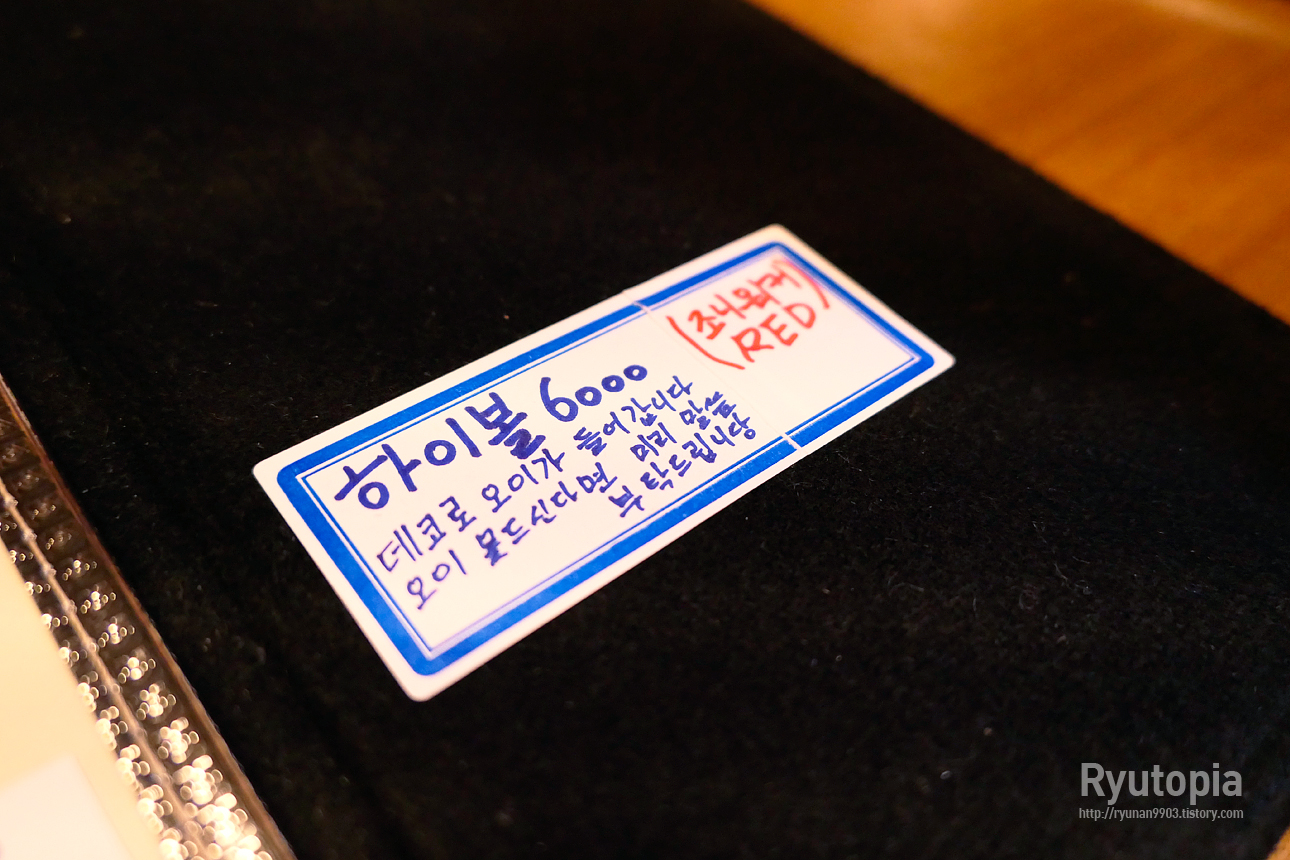 하이볼 6000
(조니워커
RED)
데코로 오이가 들어갑니다
오이 못드신다면 미리 말씀
부탁드립니당
Ryutopia
http://ryunan9903.tistory.com